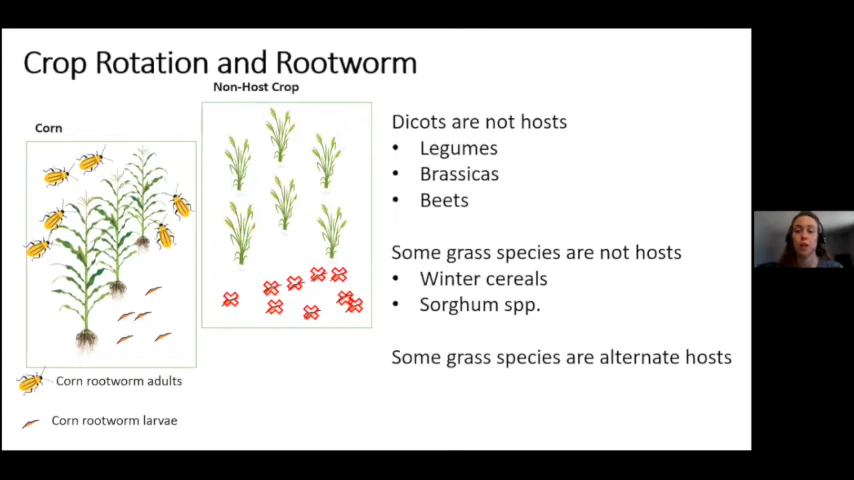 Crop Rotation and Rootworm
Non-Host Crop
Corn
Corn rootworm adults
Corn rootworm larvae
Dicots are not hosts
• Legumes
• Brassicas
• Beets
Some grass species are not hosts
• Winter cereals
• Sorghum spp.
Some grass species are alternate hosts